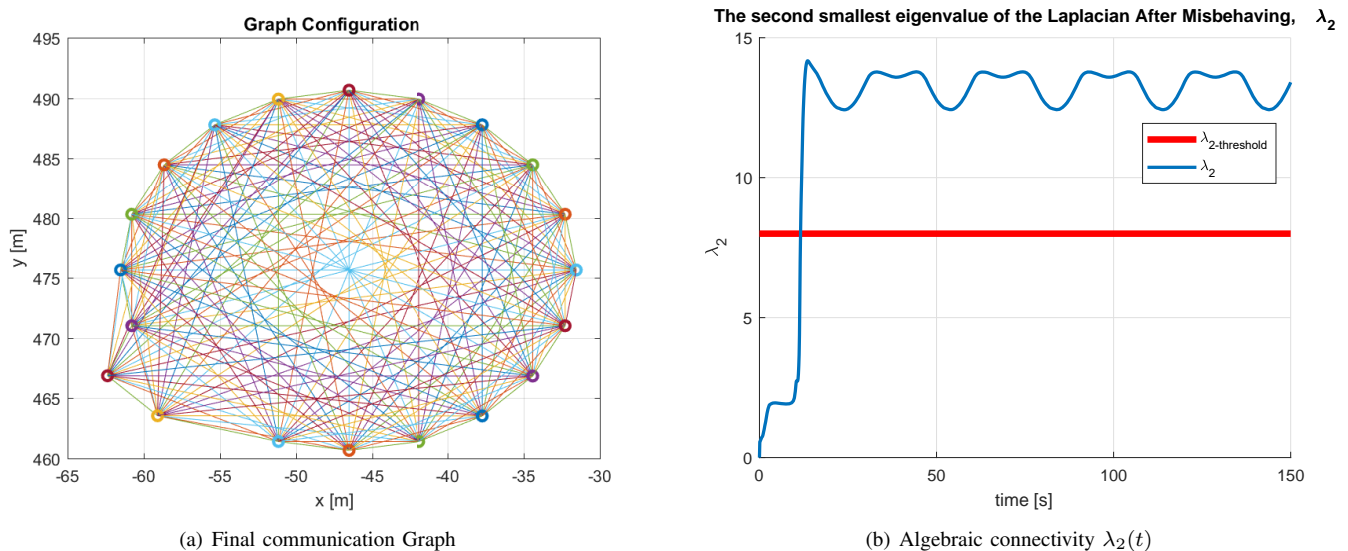 Graph Configuration
495
490
485
480
475
470
465
460
y [m]
-65
-60
-55
-50
-45
-40
-35
-30
x [m]
(a) Final communication Graph
The second smallest eigenvalue of the Laplacian After Misbehaving, λ2
15
10
5
0
λ2
λ2-threshold
λ2
0
50
100
150
time [s]
(b) Algebraic connectivity λ2(t)